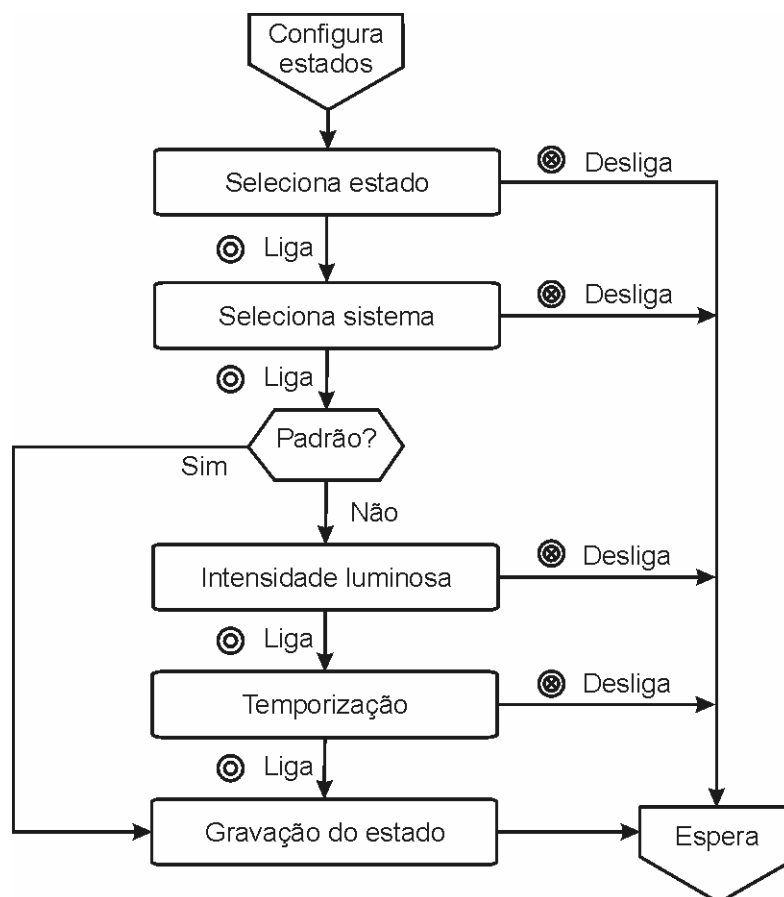 Configura
estados
Desliga
Seleciona estado
Liga
Desliga
Seleciona sistema
Liga
Padrão?
Sim
Não
Desliga
Intensidade luminosa
Liga
Desliga
Temporização
Liga
Gravação do estado
Espera